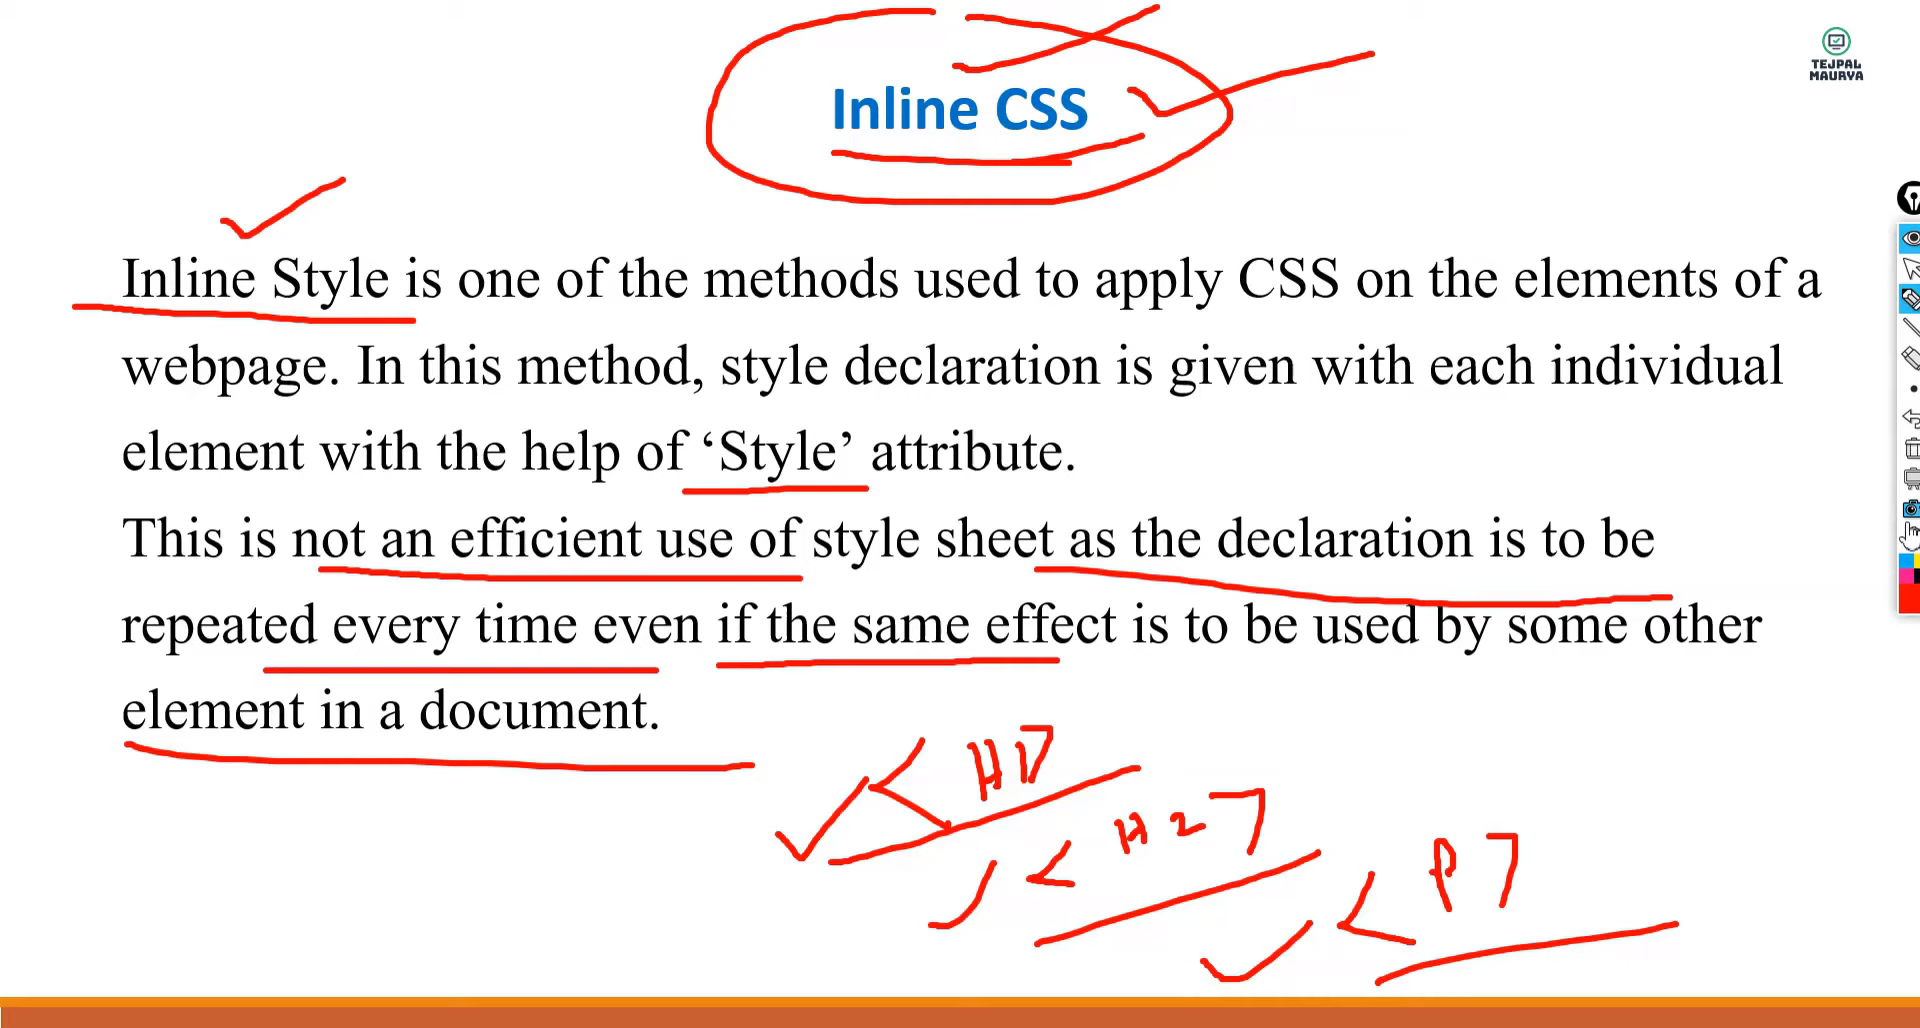 TEJPAL
MAURYA
Inline CSS
Inline Style is one of the methods used to apply CSS on the elements of a
webpage. In this method, style declaration is given with each individual
element with the help of ‘Style’ attribute.
This is not an efficient use of style sheet as the declaration is to be
repeated every time even if the same effect is to be used by some other
element in a document.
<H1>
<H2>
<P>